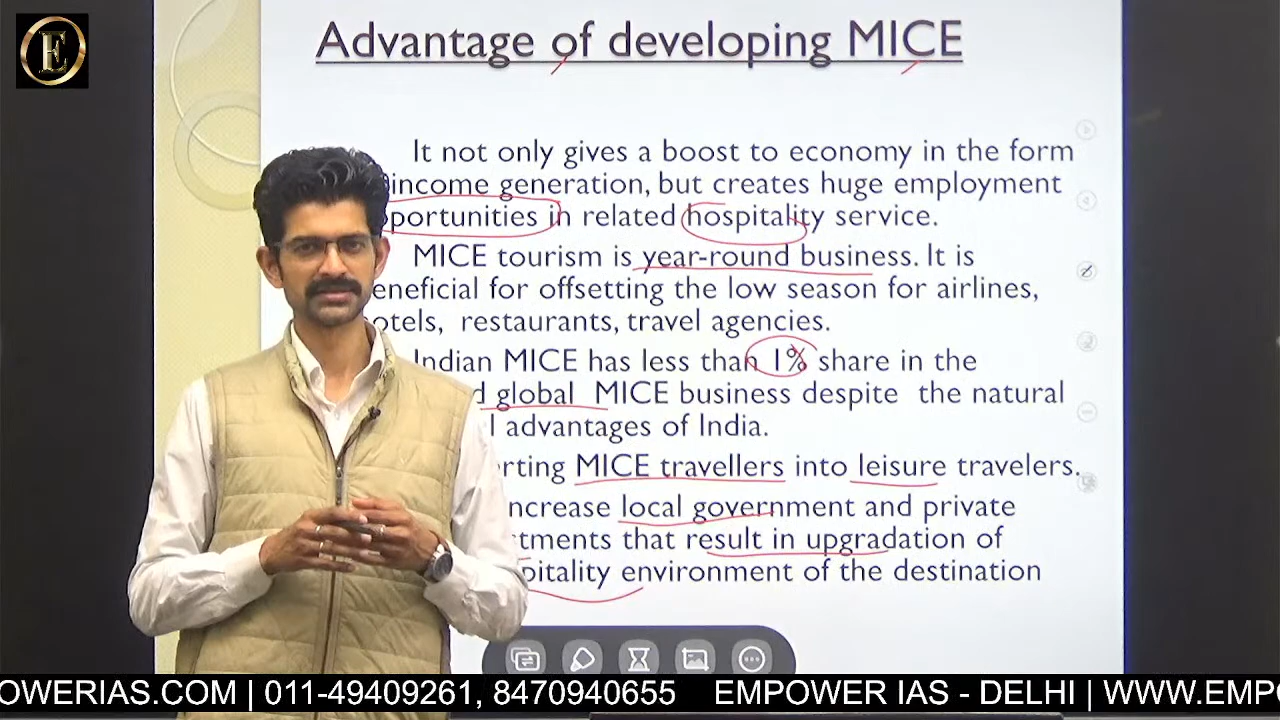 E
Advantage of developing MICE
It not only gives a boost to economy in the form
income generation, but creates huge employment
pportunities in related hospitality service.
MICE tourism is year-round business. It is
eneficial for offsetting the low season for airlines,
otels, restaurants, travel agencies.
Indian MICE has less than 1% share in the
d global MICE business despite the natural
l advantages of India.
rting MICE travellers into leisure travelers.
ncrease local government and private
tments that result in upgradation of
pitality environment of the destination
OWERIAS.COM | 011-49409261, 8470940655 EMPOWER IAS - DELHI | WWW.EMPO